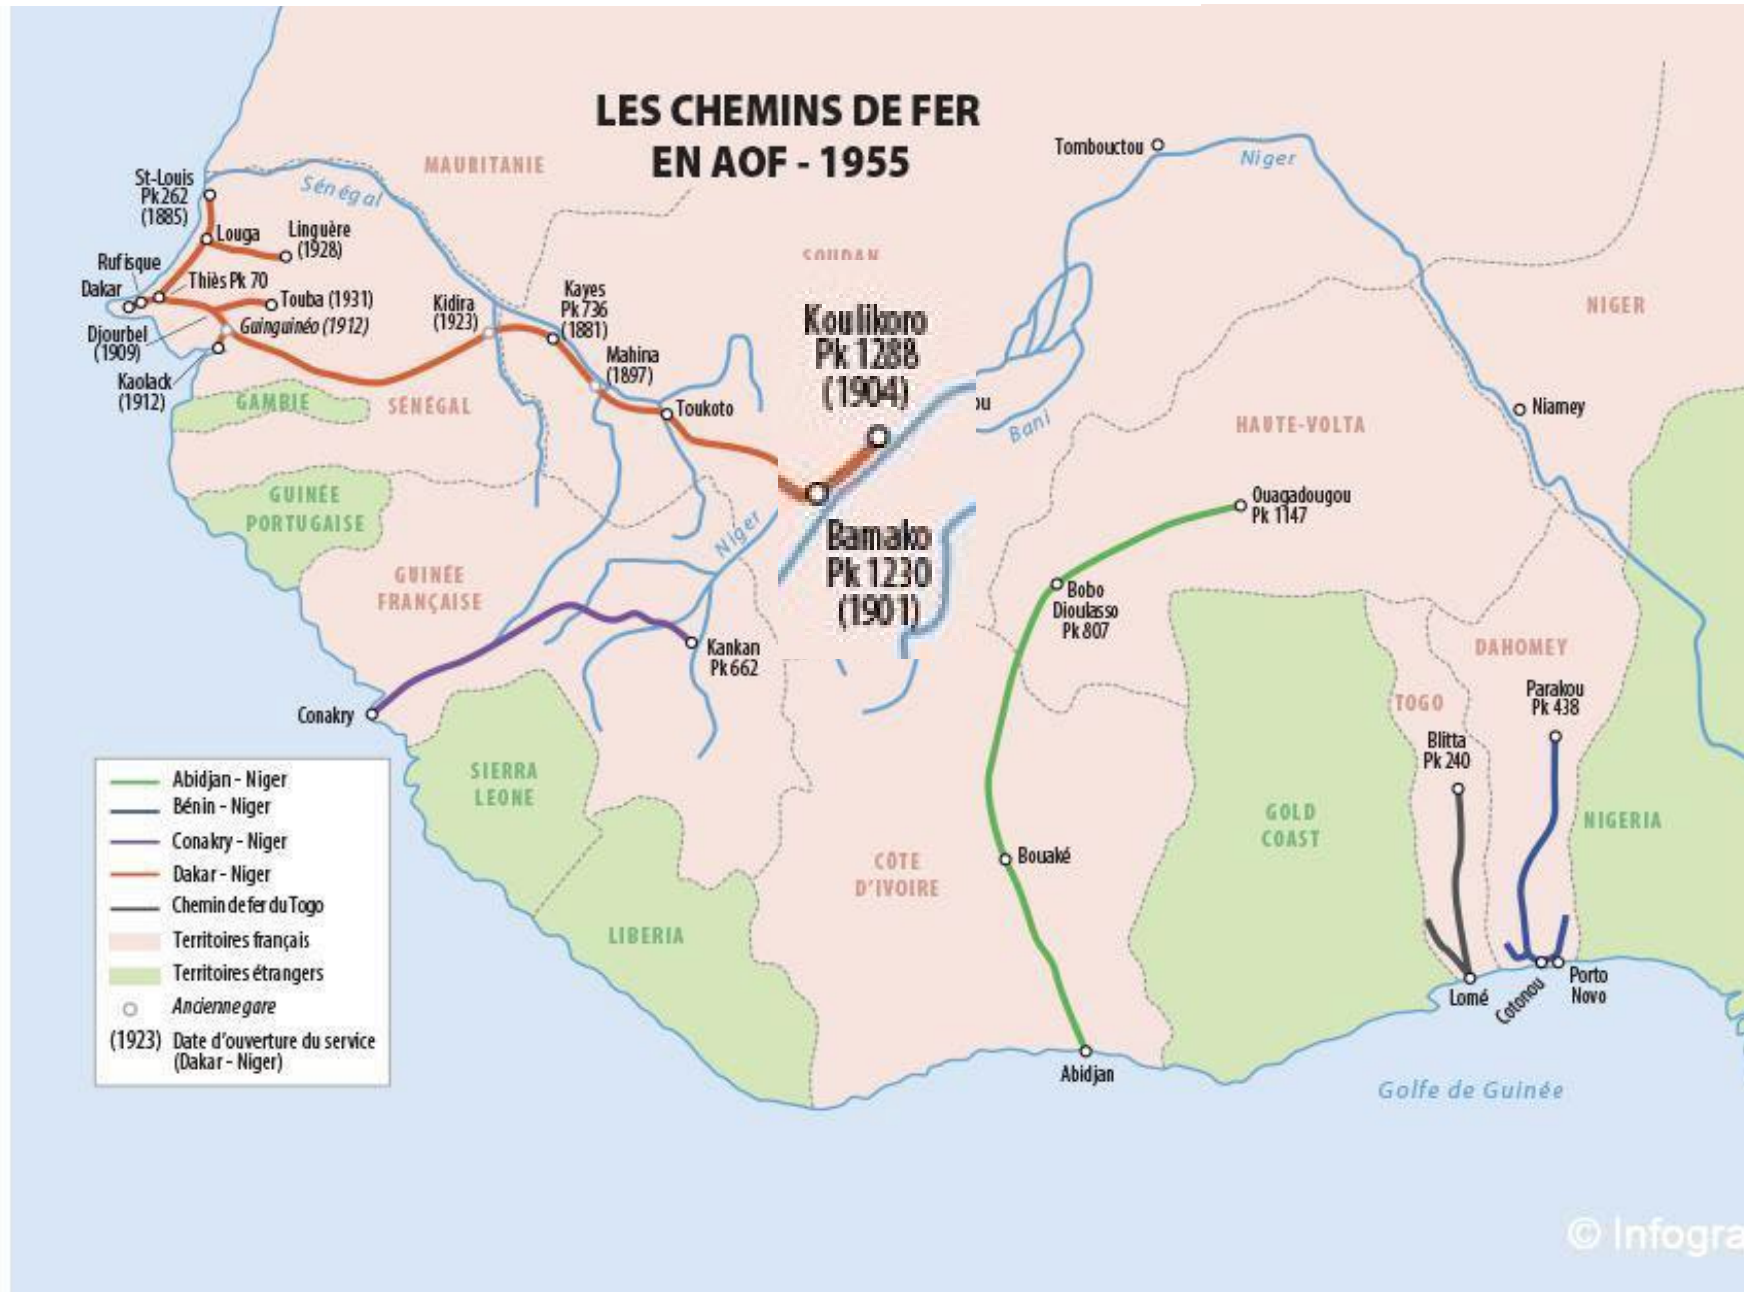 LES CHEMINS DE FER
EN AOF - 1955
MAURITANIE
Sénégal
St-Louis
Pk 262
(1885)
Louga
Linguère
(1928)
Rufisque
Dakar
Thiès Pk 70
Touba (1931)
Djourbel
(1909)
Guinguinéo (1912)
Kaolack
(1912)
Kidira
(1923)
Kayes
Pk 736
(1881)
Mahina
(1897)
Toukoto
SOUDAN
Koulikoro
Pk 1288
(1904)
Bamako
Pk 1230
(1901)
ou
Bani
Tombouctou
Niger
NIGER
Niamey
HAUTE-VOLTA
Ouagadougou
Pk 1147
Bobo
Dioulasso
Pk 807
GAMBIE
SÉNÉGAL
GUINÉE
PORTUGAISE
GUINÉE
FRANÇAISE
Niger
Kankan
Pk 662
Conakry
SIERRA
LEONE
LIBERIA
CÔTE
D'IVOIRE
Bouaké
Abidjan
GOLD
COAST
TOGO
DAHOMEY
Parakou
Pk 438
Blitta
Pk 240
NIGERIA
Lomé
Cotonou
Porto
Novo
Golfe de Guinée
Abidjan - Niger
Bénin - Niger
Conakry - Niger
Dakar - Niger
Chemin de fer du Togo
Territoires français
Territoires étrangers
Ancienne gare
(1923) Date d'ouverture du service
(Dakar - Niger)
© Infogra